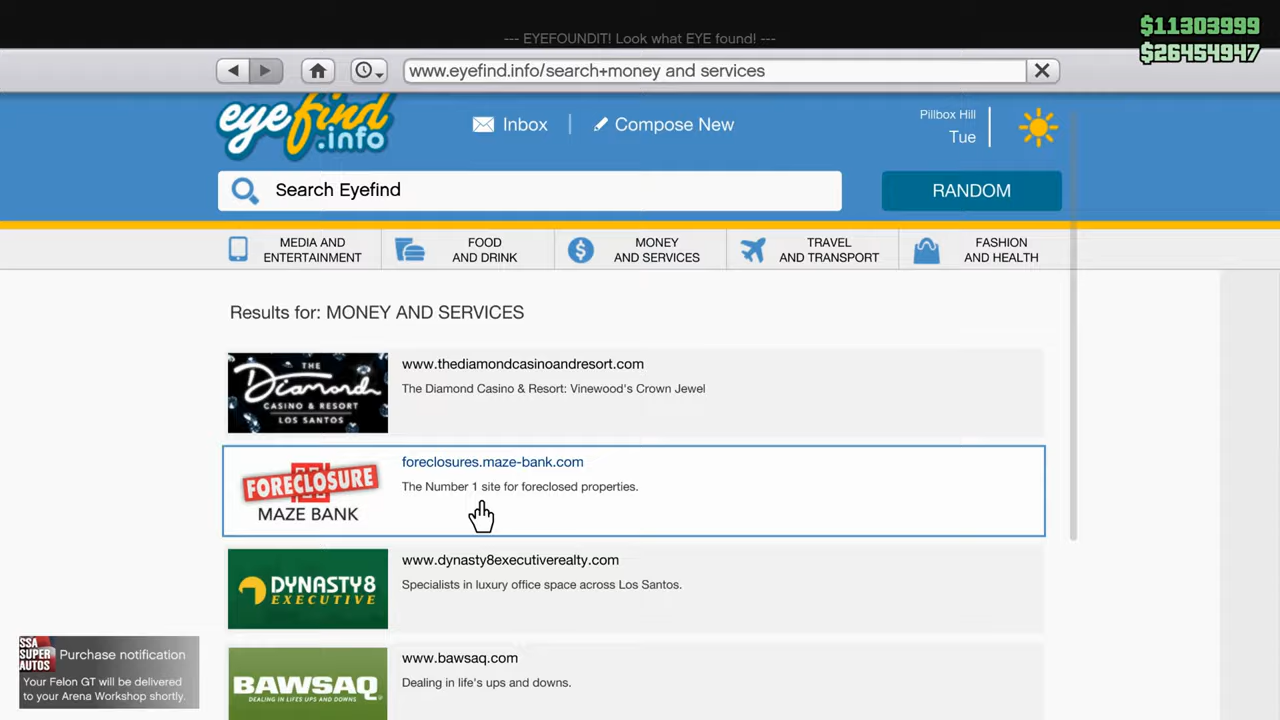 $11303999
--- EYEFOUNDIT! Look what EYE found! ---
$26454947
www.eyefind.info/search+money and services
eyefind
.info
Inbox
Compose New
Pillbox Hill
Tue
Search Eyefind
RANDOM
MEDIA AND
ENTERTAINMENT
FOOD
AND DRINK
MONEY
AND SERVICES
TRAVEL
AND TRANSPORT
FASHION
AND HEALTH
Results for: MONEY AND SERVICES
THE
Diamond
CASINO & RESORT
LOS SANTOS
www.thediamondcasinoandresort.com
The Diamond Casino & Resort: Vinewood's Crown Jewel
FORECLOSURE
MAZE BANK
foreclosures.maze-bank.com
The Number 1 site for foreclosed properties.
DYNASTY8
EXECUTIVE
www.dynasty8executiverealty.com
Specialists in luxury office space across Los Santos.
BAWSAQ
DEALING IN LIFE'S UPS AND DOWNS.
www.bawsaq.com
Dealing in life's ups and downs.
SSA
SUPER
AUTOS
Purchase notification
Your Felon GT will be delivered
to your Arena Workshop shortly.